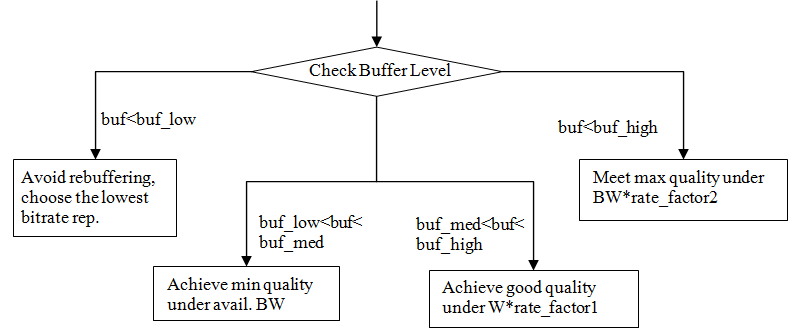 Check Buffer Level
buf<buf_low
buf<buf_high
Avoid rebuffering,
choose the lowest
bitrate rep.
Meet max quality under
BW*rate_factor2
buf_low<buf<
buf_med
buf_med<buf<
buf_high
Achieve min quality
under avail. BW
Achieve good quality
under W*rate_factor1